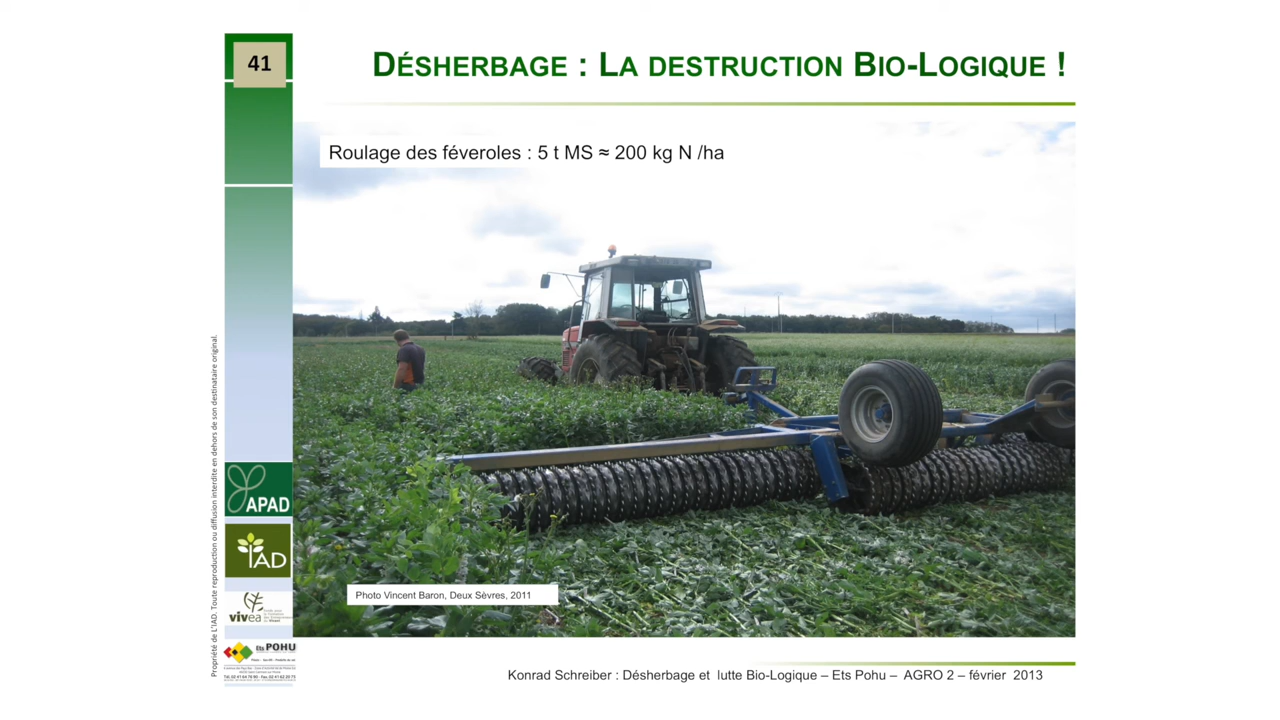 41
DÉSHERBAGE : LA DESTRUCTION BIO-LOGIQUE !
Roulage des féveroles : 5 t MS ≈ 200 kg N /ha
Propriété de L'IAD. Toute reproduction ou diffusion interdite en dehors de son destinataire original.
APAD
IAD
vivea
Ets POHU
Photo Vincent Baron, Deux Sèvres, 2011
Konrad Schreiber : Désherbage et lutte Bio-Logique – Ets Pohu – AGRO 2 – février 2013